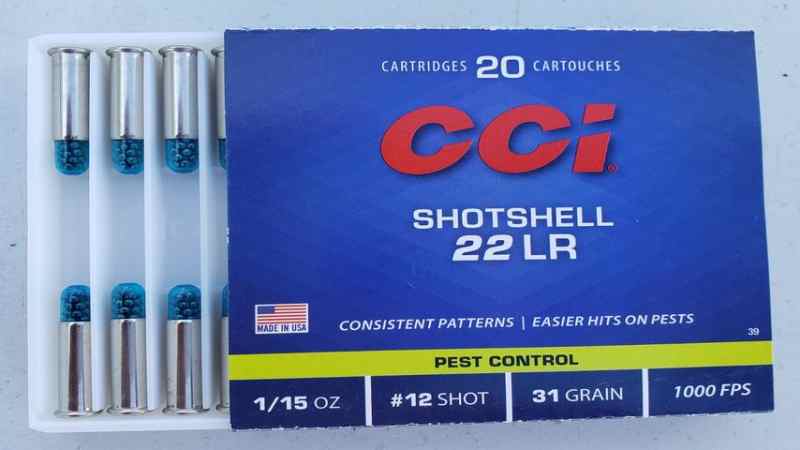 CARTRIDGES 20 CARTOUCHES
CCI®
SHOTSHELL
22 LR
MADE IN USA
CONSISTENT PATTERNS | EASIER HITS ON PESTS
39
PEST CONTROL
1/15 OZ #12 SHOT 31 GRAIN 1000 FPS